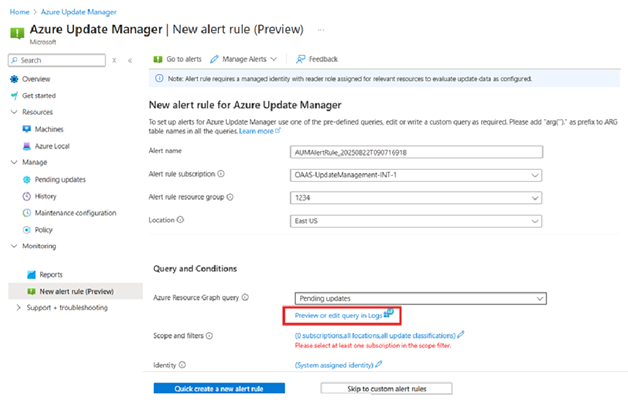 Home > Azure Update Manager
Azure Update Manager | New alert rule (Preview) ...
Microsoft
Search
Overview
Get started
Resources
Machines
Azure Local
Manage
Pending updates
History
Maintenance configuration
Policy
Monitoring
Reports
New alert rule (Preview)
Support + troubleshooting
Go to alerts Manage Alerts Feedback
Note: Alert rule requires a managed identity with reader role assigned for relevant resources to evaluate update data as configured.
New alert rule for Azure Update Manager
To set up alerts for Azure Update Manager use one of the pre-defined queries, edit or write a custom query as required. Please add "arg("")." as prefix to ARG
table names in all the queries. Learn more
Alert name AUMAlertRule_20250822T090716918
Alert rule subscription OAAS-UpdateManagement-INT-1
Alert rule resource group 1234
Location East US
Query and Conditions
Azure Resource Graph query Pending updates
Preview or edit query in Logs
Scope and filters (0 subscriptions,all locations,all update classifications)
Please select at least one subscription in the scope filter.
Identity (System assigned identity)
Quick create a new alert rule Skip to custom alert rules